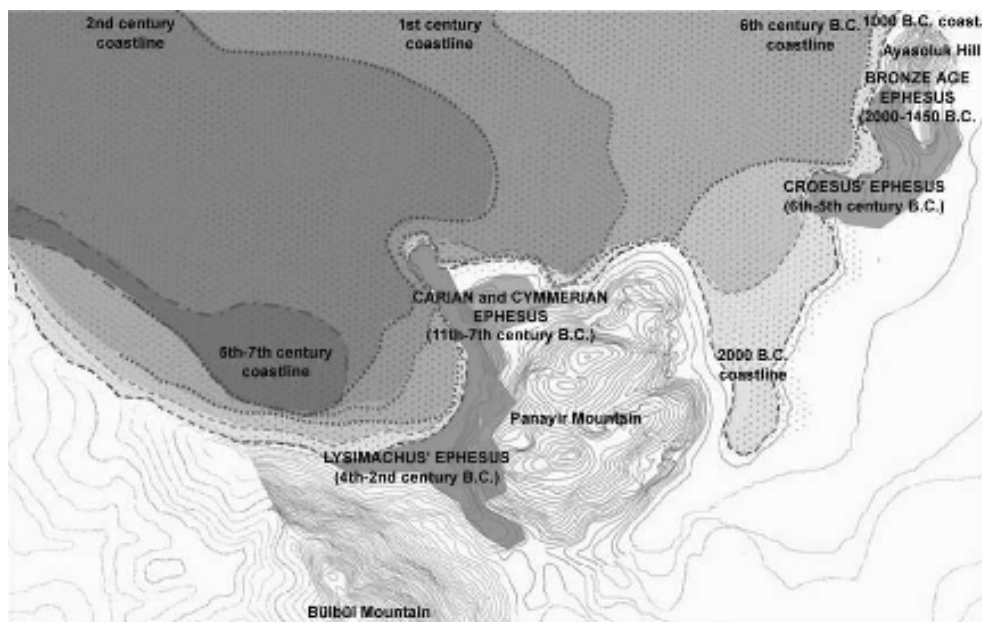 2nd century
coastline
1st century
coastline
6th century B.C.
coastline
1000 B.C. coast.
Ayasoluk Hill
BRONZE AGE
EPHESUS
(2000-1450 B.C.
CROESUS' EPHESUS
(6th-5th century B.C.)
CARIAN and CYMMERIAN
EPHESUS
(11th-7th century B.C.)
6th-7th century
coastline
2000 B.C.
coastline
Panayir Mountain
LYSIMACHUS' EPHESUS
(4th-2nd century B.C.)
Bülbül Mountain